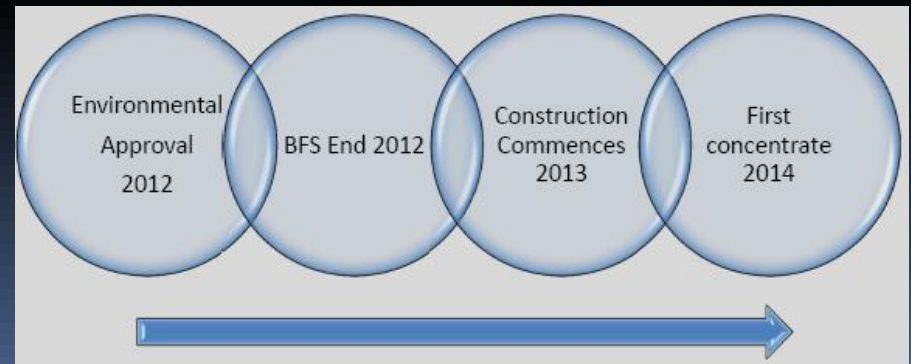 Environmental
Approval
2012
BFS End 2012
Construction
Commences
2013
First
concentrate
2014